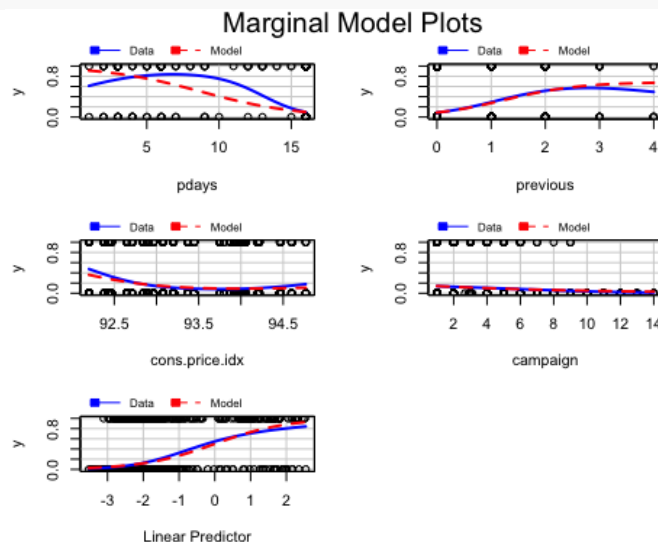 Marginal Model Plots
Data Model
y
0.0 0.8
5 10 15
pdays
Data Model
y
0.0 0.8
0 1 2 3 4
previous
Data Model
y
0.0 0.8
92.5 93.5 94.5
cons.price.idx
Data Model
y
0.0 0.8
2 4 6 8 10 12 14
campaign
Data Model
y
0.0 0.8
-3 -2 -1 0 1 2
Linear Predictor